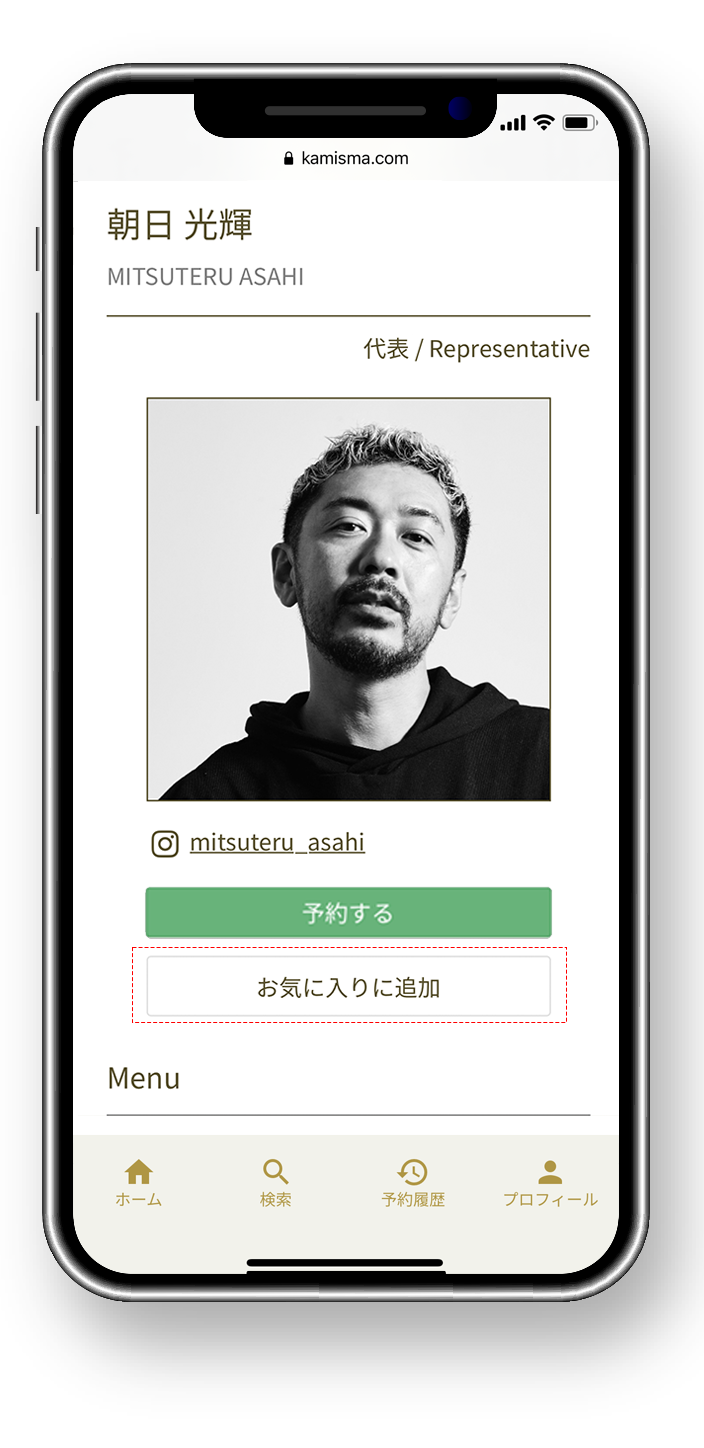 kamisma.com
朝日 光輝
MITSUTERU ASAHI
代表 / Representative
mitsuteru_asahi
予約する
お気に入りに追加
Menu
ホーム
検索
予約履歴
プロフィール